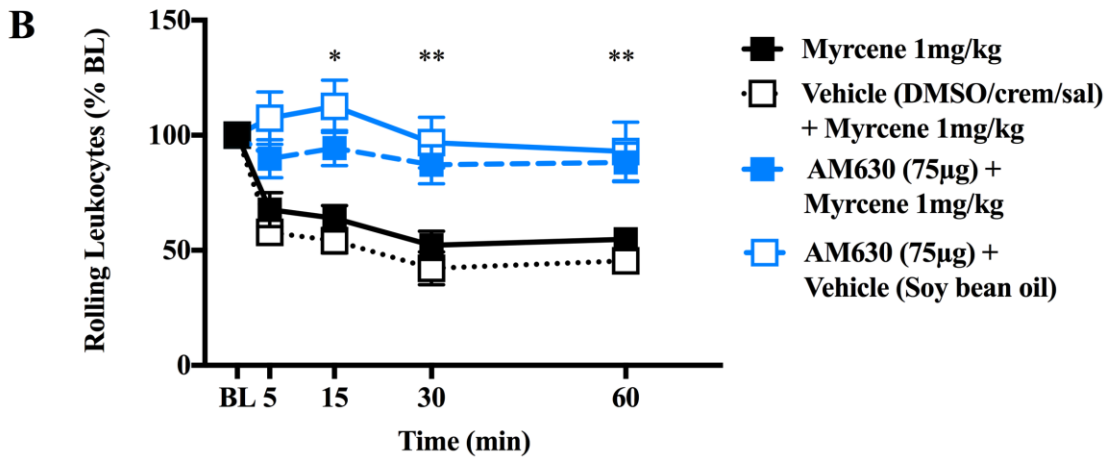 B
Rolling Leukocytes (% BL)
150
100
50
0
* ** **
BL 5 15 30 60
Time (min)
Myrcene 1mg/kg
Vehicle (DMSO/crem/sal)
+ Myrcene 1mg/kg
AM630 (75μg) +
Myrcene 1mg/kg
AM630 (75μg) +
Vehicle (Soy bean oil)